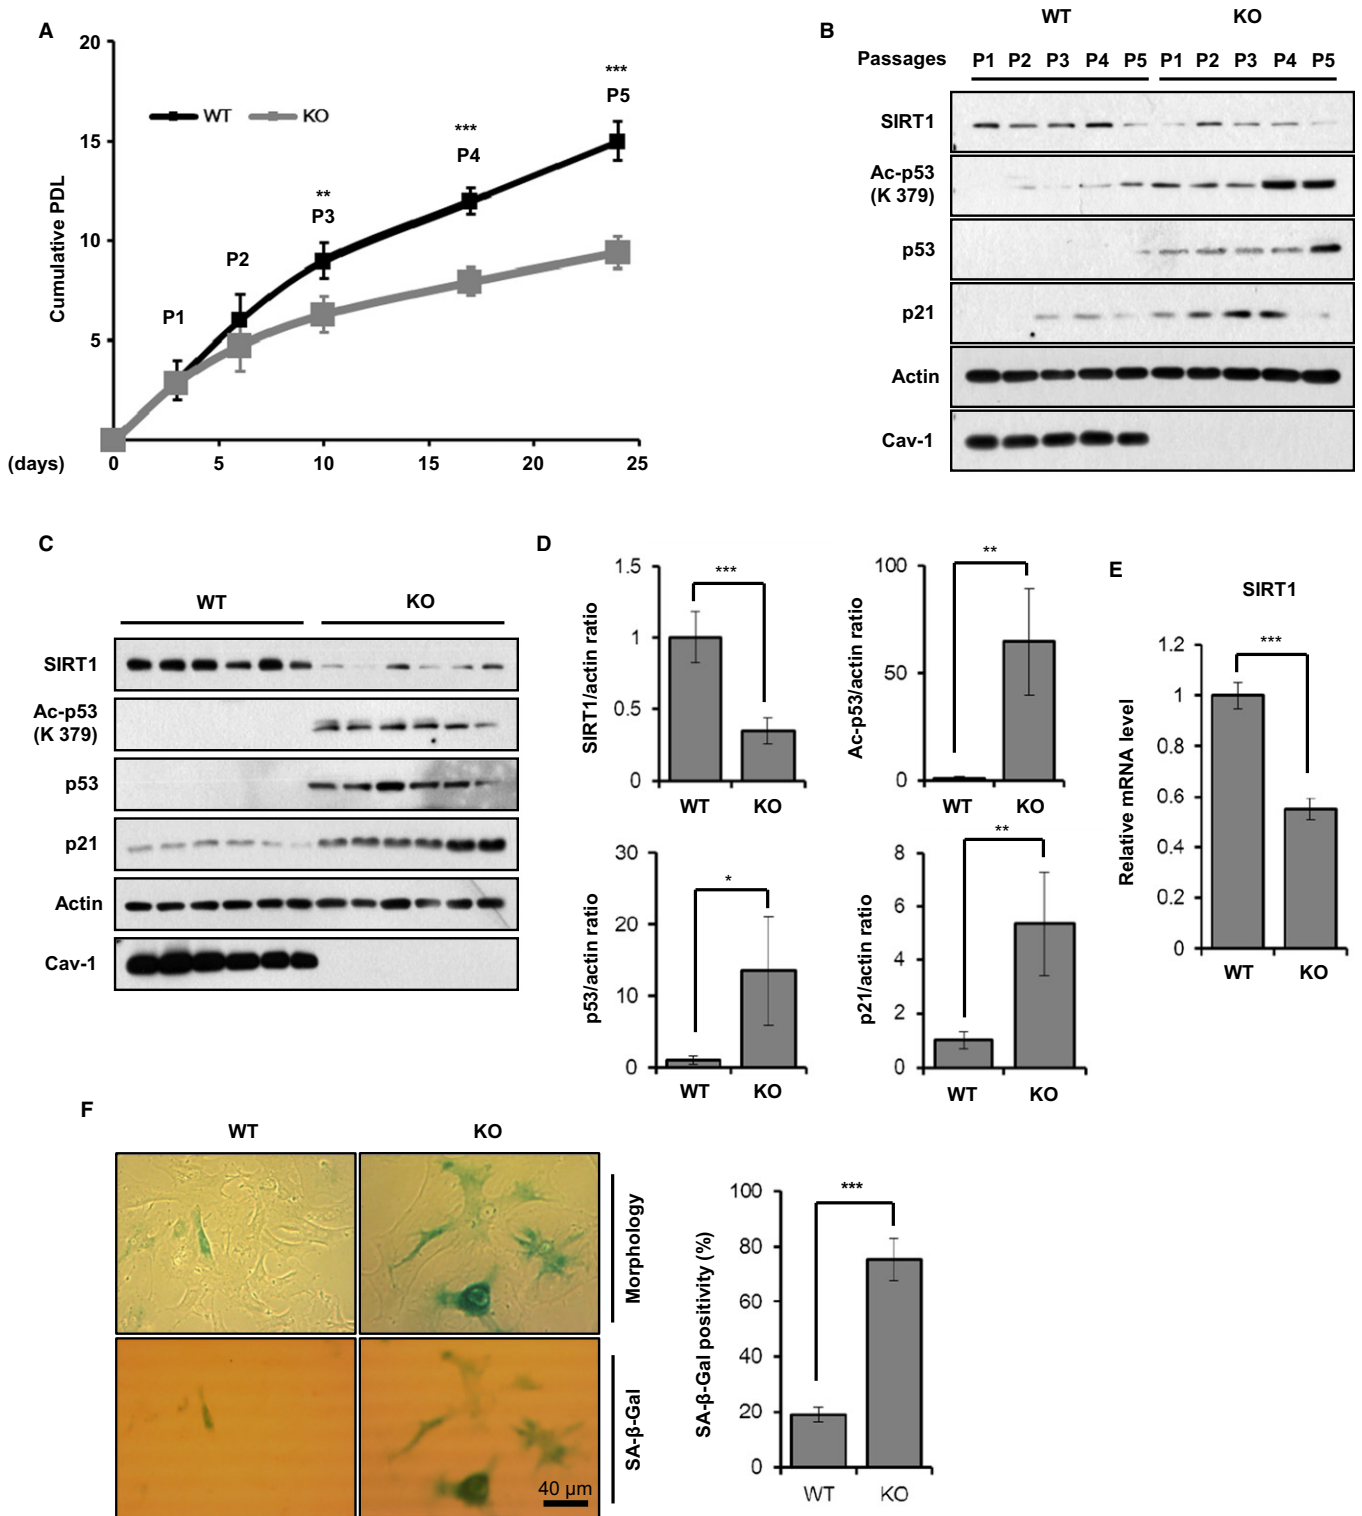 A
20
15
10
5
Cumulative PDL
WT
KO
P1
P2
**
P3
***
P4
***
P5
(days)
0 5 10 15 20 25
B
WT KO
Passages P1 P2 P3 P4 P5 P1 P2 P3 P4 P5
SIRT1
Ac-p53
(K 379)
p53
p21
Actin
Cav-1
C
WT KO
SIRT1
Ac-p53
(K 379)
p53
p21
Actin
Cav-1
D
SIRT1/actin ratio
1.5
1
0.5
0
***
WT KO
Ac-p53/actin ratio
100
50
0
**
WT KO
p53/actin ratio
30
20
10
0
*
WT KO
p21/actin ratio
8
6
4
2
0
**
WT KO
E
SIRT1
Relative mRNA level
1.2
1
0.8
0.6
0.4
0.2
0
***
WT KO
F
WT KO
Morphology
SA-β-Gal
40 μm
SA-β-Gal positivity (%)
100
80
60
40
20
0
***
WT KO